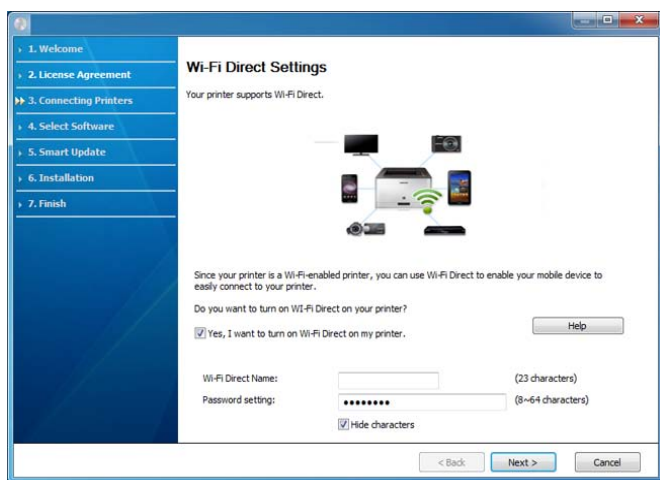 1. Welcome
2. License Agreement
3. Connecting Printers
4. Select Software
5. Smart Update
6. Installation
7. Finish
Wi-Fi Direct Settings
Your printer supports Wi-Fi Direct.
Since your printer is a Wi-Fi-enabled printer, you can use Wi-Fi Direct to enable your mobile device to
easily connect to your printer.
Do you want to turn on WI-Fi Direct on your printer?
Yes, I want to turn on Wi-Fi Direct on my printer.
Help
Wi-Fi Direct Name: (23 characters)
Password setting: ●●●●●●●● (8~64 characters)
Hide characters
< Back Next > Cancel